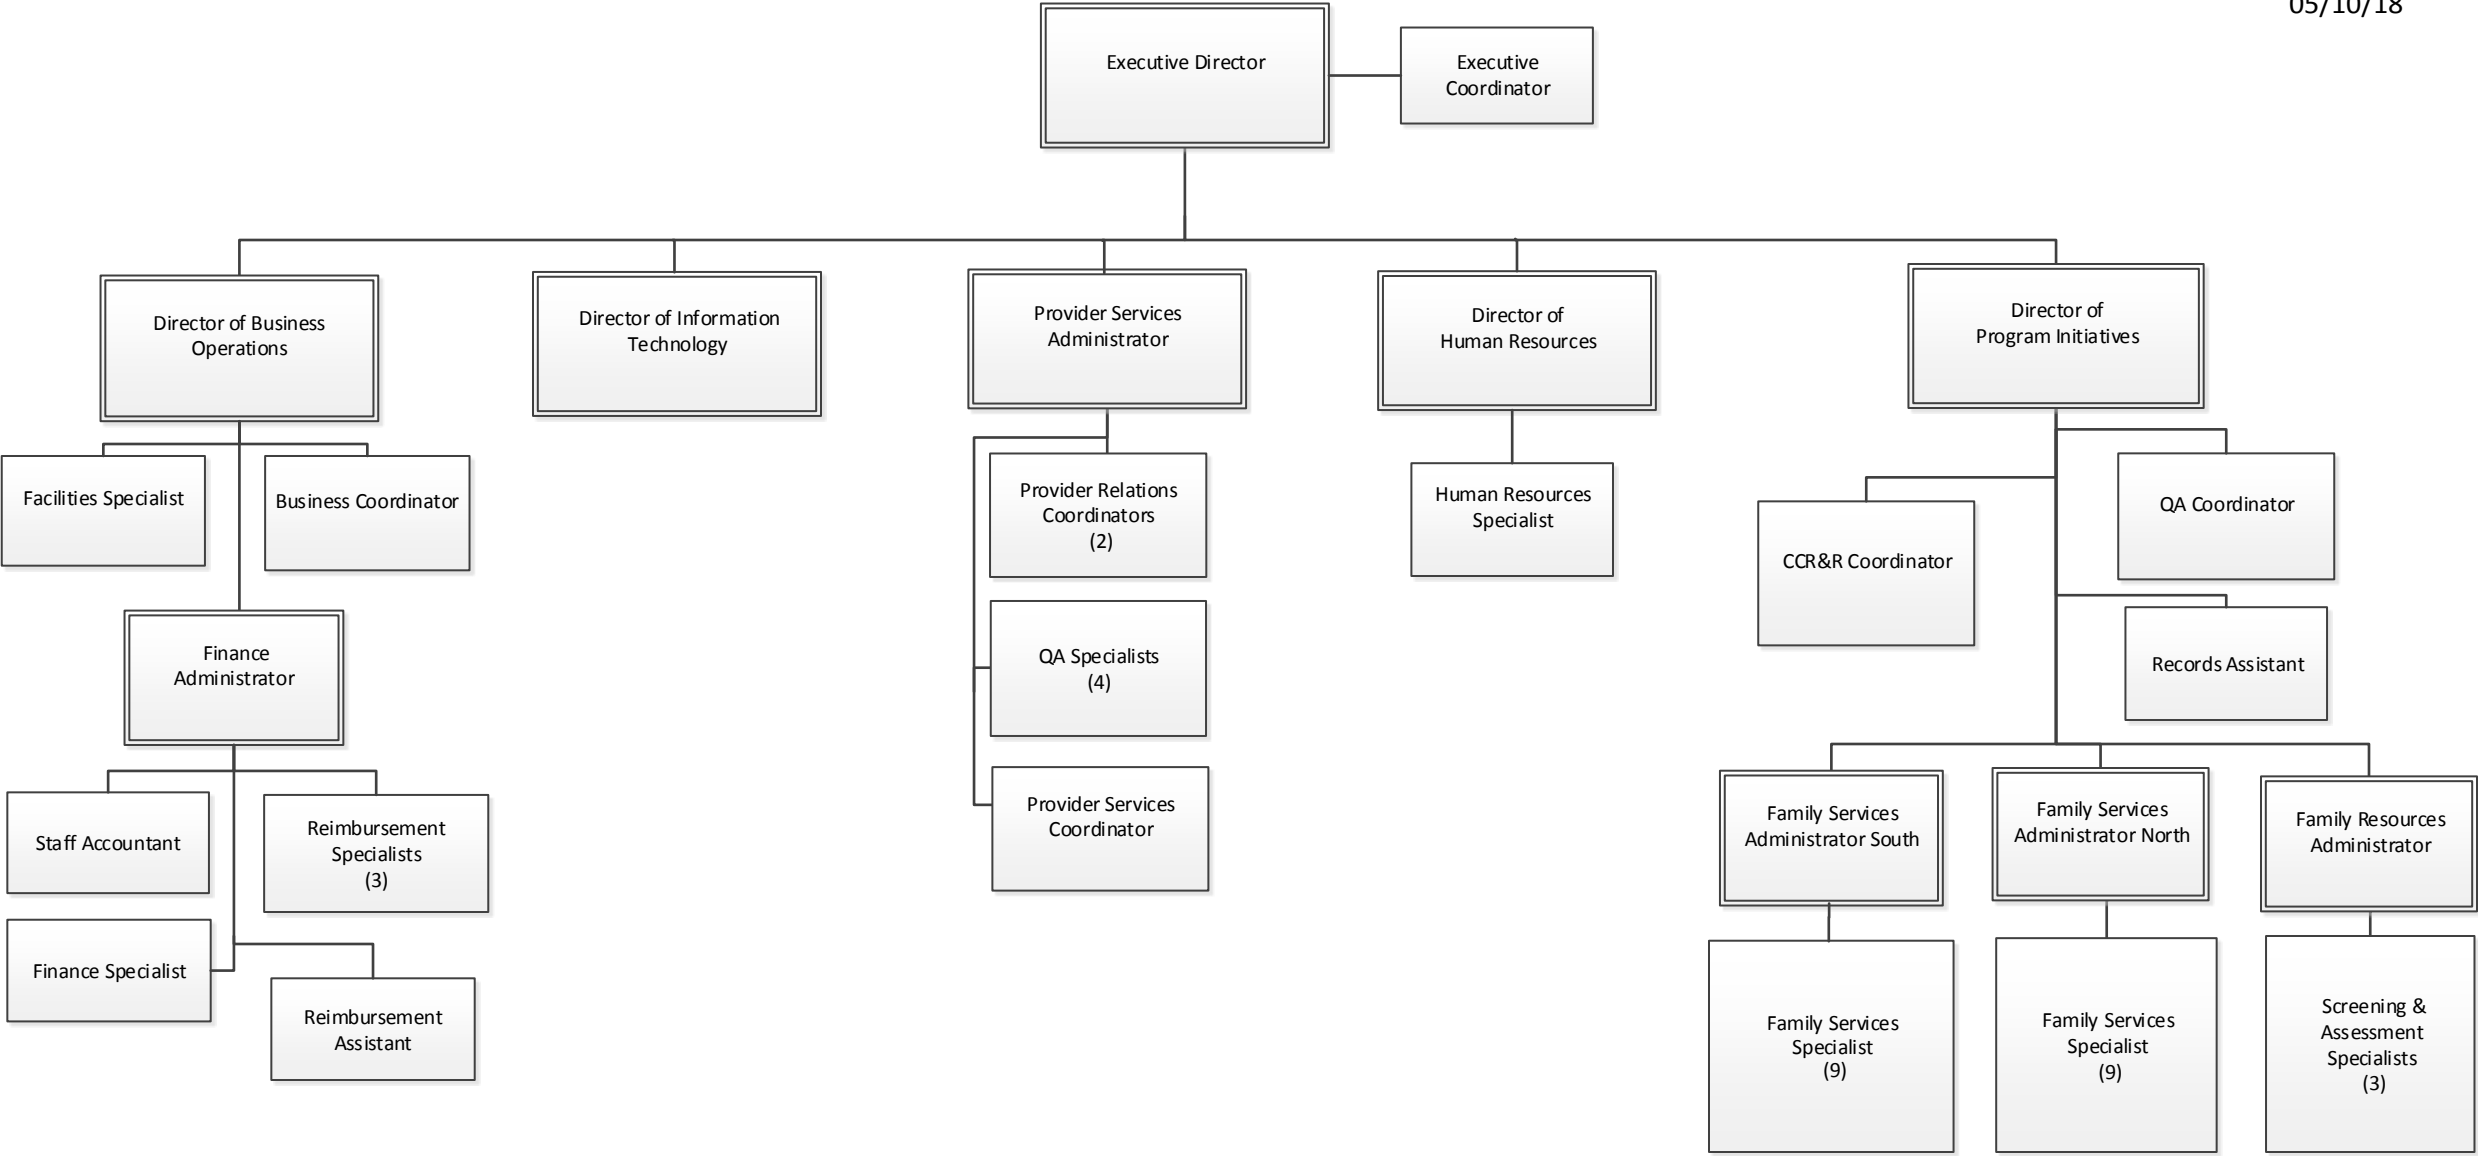 05/10/18
Executive Director
Executive
Coordinator
Director of Business
Operations
Director of Information
Technology
Provider Services
Administrator
Director of
Human Resources
Director of
Program Initiatives
Facilities Specialist
Business Coordinator
Provider Relations
Coordinators
(2)
Human Resources
Specialist
QA Coordinator
CCR&R Coordinator
Finance
Administrator
QA Specialists
(4)
Records Assistant
Staff Accountant
Reimbursement
Specialists
(3)
Provider Services
Coordinator
Family Services
Administrator South
Family Services
Administrator North
Family Resources
Administrator
Finance Specialist
Reimbursement
Assistant
Family Services
Specialist
(9)
Family Services
Specialist
(9)
Screening &
Assessment
Specialists
(3)